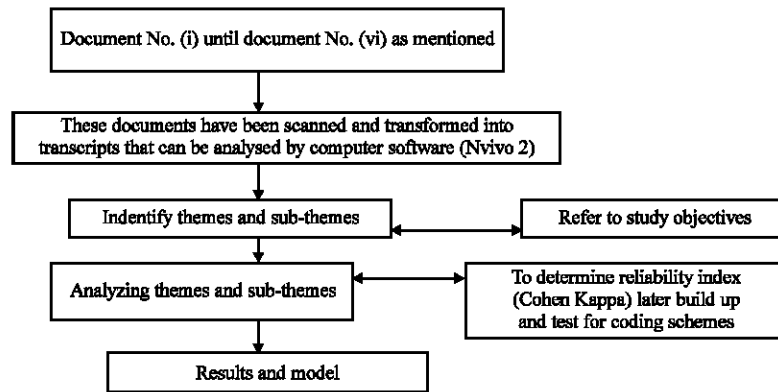 Document No. (i) until document No. (vi) as mentioned
These documents have been scanned and transformed into
transcripts that can be analysed by computer software (Nvivo 2)
Indentify themes and sub-themes
Refer to study objectives
Analyzing themes and sub-themes
To determine reliability index
(Cohen Kappa) later build up
and test for coding schemes
Results and model